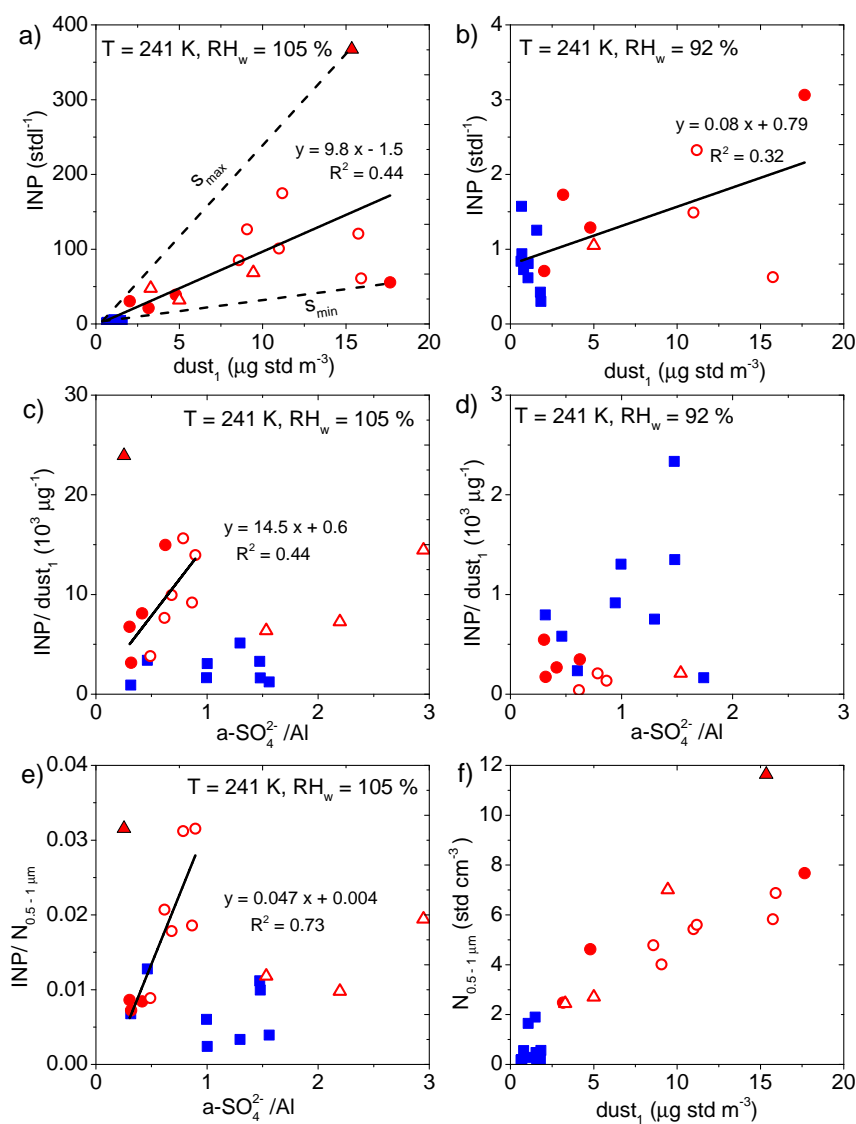 a)
T = 241 K, RHw = 105 %
y = 9.8 x - 1.5
R² = 0.44
smax
smin
INP (stdl⁻¹)
400
300
200
100
0
0 5 10 15 20
dust₁ (μg std m⁻³)
b)
T = 241 K, RHw = 92 %
y = 0.08 x + 0.79
R² = 0.32
INP (stdl⁻¹)
4
3
2
1
0
0 5 10 15 20
dust₁ (μg std m⁻³)
c)
T = 241 K, RHw = 105 %
y = 14.5 x + 0.6
R² = 0.44
INP/ dust₁ (10³ μg⁻¹)
30
20
10
0
0 1 2 3
a-SO₄²⁻/Al
d)
T = 241 K, RHw = 92 %
INP/ dust₁ (10³ μg⁻¹)
3
2
1
0
0 1 2 3
a-SO₄²⁻/Al
e)
T = 241 K, RHw = 105 %
y = 0.047 x + 0.004
R² = 0.73
INP/ N0.5 - 1 μm
0.04
0.03
0.02
0.01
0.00
0 1 2 3
a-SO₄²⁻/Al
f)
N0.5 - 1 μm (std cm⁻³)
12
10
8
6
4
2
0
0 5 10 15 20
dust₁ (μg std m⁻³)